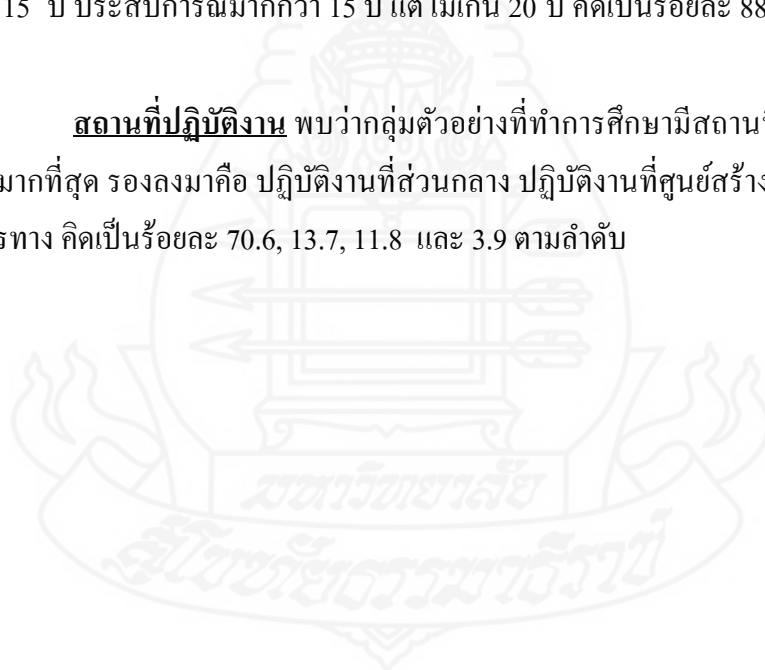 15 ปี ประสบการณ์มากกว่า 15 ปี แต่ไม่เกิน 20 ปี คิดเป็นร้อยละ 88
สถานที่ปฏิบัติงาน พบว่ากลุ่มตัวอย่างที่ทำการศึกษามีสถาน
มากที่สุด รองลงมาคือ ปฏิบัติงานที่ส่วนกลาง ปฏิบัติงานที่ศูนย์สร้าง
รทาง คิดเป็นร้อยละ 70.6, 13.7, 11.8 และ 3.9 ตามลำดับ
มหาวิทยาลัย
สุโขทัยธรรมาธิราช